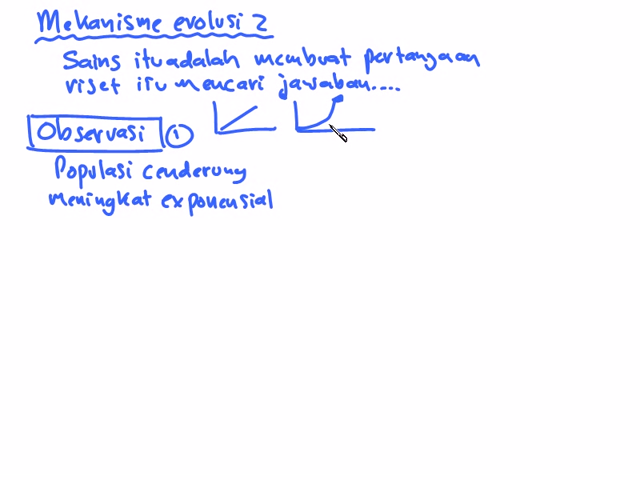 Mekanisme evolusi 2
Sains itu adalah membuat pertanyaan
riset itu mencari jawaban....
Observasi 1
Populasi cenderung
meningkat exponensial